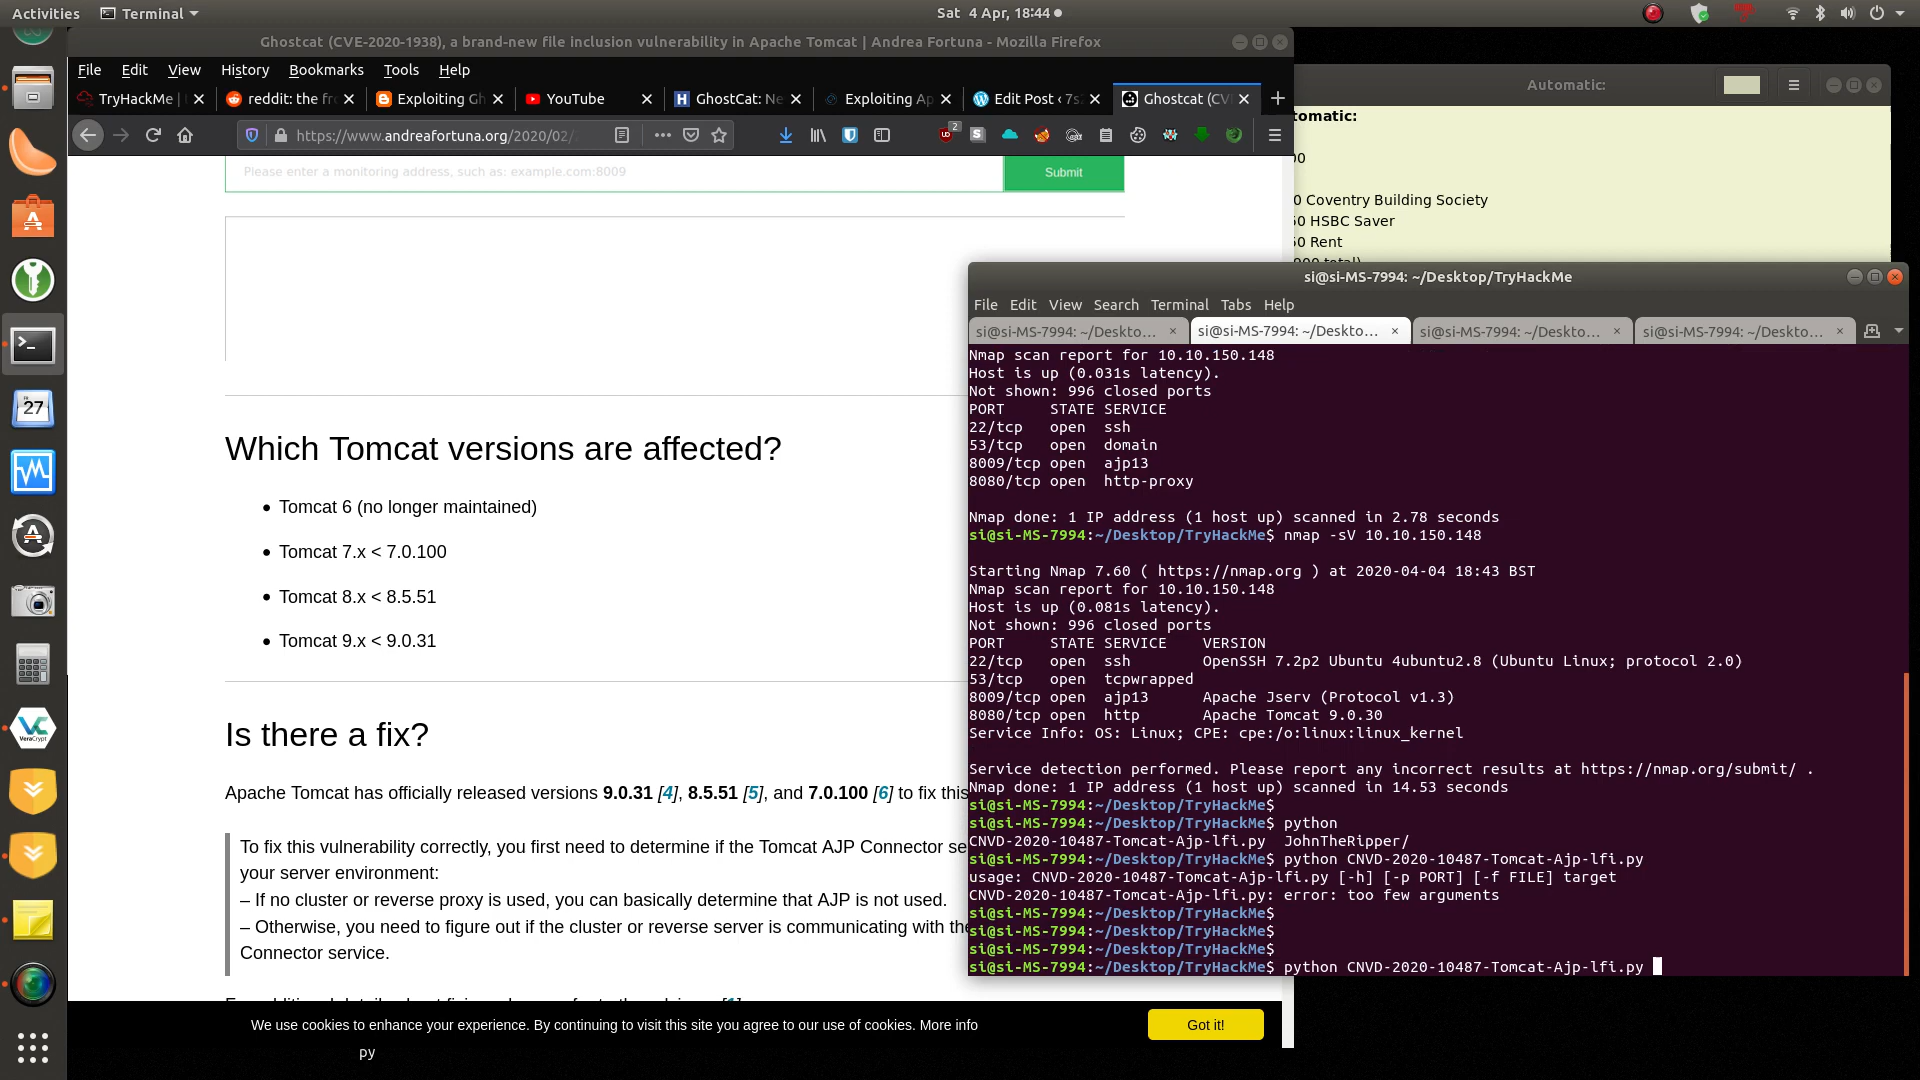 Activities
Terminal
Sat 4 Apr, 18:44
Ghostcat (CVE-2020-1938), a brand-new file inclusion vulnerability in Apache Tomcat | Andrea Fortuna - Mozilla Firefox
File Edit View History Bookmarks Tools Help
TryHackMe |
reddit: the fr
Exploiting Gh
YouTube
GhostCat: Ne
Exploiting Ap
Edit Post ‹ 7s
Ghostcat (CV
https://www.andreafortuna.org/2020/02/
2
Please enter a monitoring address, such as: example.com:8009
Submit
Which Tomcat versions are affected?
Tomcat 6 (no longer maintained)
Tomcat 7.x < 7.0.100
Tomcat 8.x < 8.5.51
Tomcat 9.x < 9.0.31
Is there a fix?
Apache Tomcat has officially released versions 9.0.31 [4], 8.5.51 [5], and 7.0.100 [6] to fix this
To fix this vulnerability correctly, you first need to determine if the Tomcat AJP Connector se
your server environment:
– If no cluster or reverse proxy is used, you can basically determine that AJP is not used.
– Otherwise, you need to figure out if the cluster or reverse server is communicating with the
Connector service.
We use cookies to enhance your experience. By continuing to visit this site you agree to our use of cookies. More info
Got it!
py
27
VeraCrypt
Automatic:
tomatic:
00
0 Coventry Building Society
50 HSBC Saver
50 Rent
si@si-MS-7994: ~/Desktop/TryHackMe
File Edit View Search Terminal Tabs Help
si@si-MS-7994: ~/Deskto...
si@si-MS-7994: ~/Deskto...
si@si-MS-7994: ~/Deskto...
si@si-MS-7994: ~/Deskto...
Nmap scan report for 10.10.150.148
Host is up (0.031s latency).
Not shown: 996 closed ports
PORT     STATE SERVICE
22/tcp   open  ssh
53/tcp   open  domain
8009/tcp open  ajp13
8080/tcp open  http-proxy
Nmap done: 1 IP address (1 host up) scanned in 2.78 seconds
si@si-MS-7994:~/Desktop/TryHackMe$ nmap -sV 10.10.150.148
Starting Nmap 7.60 ( https://nmap.org ) at 2020-04-04 18:43 BST
Nmap scan report for 10.10.150.148
Host is up (0.081s latency).
Not shown: 996 closed ports
PORT     STATE SERVICE    VERSION
22/tcp   open  ssh        OpenSSH 7.2p2 Ubuntu 4ubuntu2.8 (Ubuntu Linux; protocol 2.0)
53/tcp   open  tcpwrapped
8009/tcp open  ajp13      Apache Jserv (Protocol v1.3)
8080/tcp open  http       Apache Tomcat 9.0.30
Service Info: OS: Linux; CPE: cpe:/o:linux:linux_kernel
Service detection performed. Please report any incorrect results at https://nmap.org/submit/ .
Nmap done: 1 IP address (1 host up) scanned in 14.53 seconds
si@si-MS-7994:~/Desktop/TryHackMe$
si@si-MS-7994:~/Desktop/TryHackMe$ python
CNVD-2020-10487-Tomcat-Ajp-lfi.py  JohnTheRipper/
si@si-MS-7994:~/Desktop/TryHackMe$ python CNVD-2020-10487-Tomcat-Ajp-lfi.py
usage: CNVD-2020-10487-Tomcat-Ajp-lfi.py [-h] [-p PORT] [-f FILE] target
CNVD-2020-10487-Tomcat-Ajp-lfi.py: error: too few arguments
si@si-MS-7994:~/Desktop/TryHackMe$
si@si-MS-7994:~/Desktop/TryHackMe$
si@si-MS-7994:~/Desktop/TryHackMe$
si@si-MS-7994:~/Desktop/TryHackMe$ python CNVD-2020-10487-Tomcat-Ajp-lfi.py